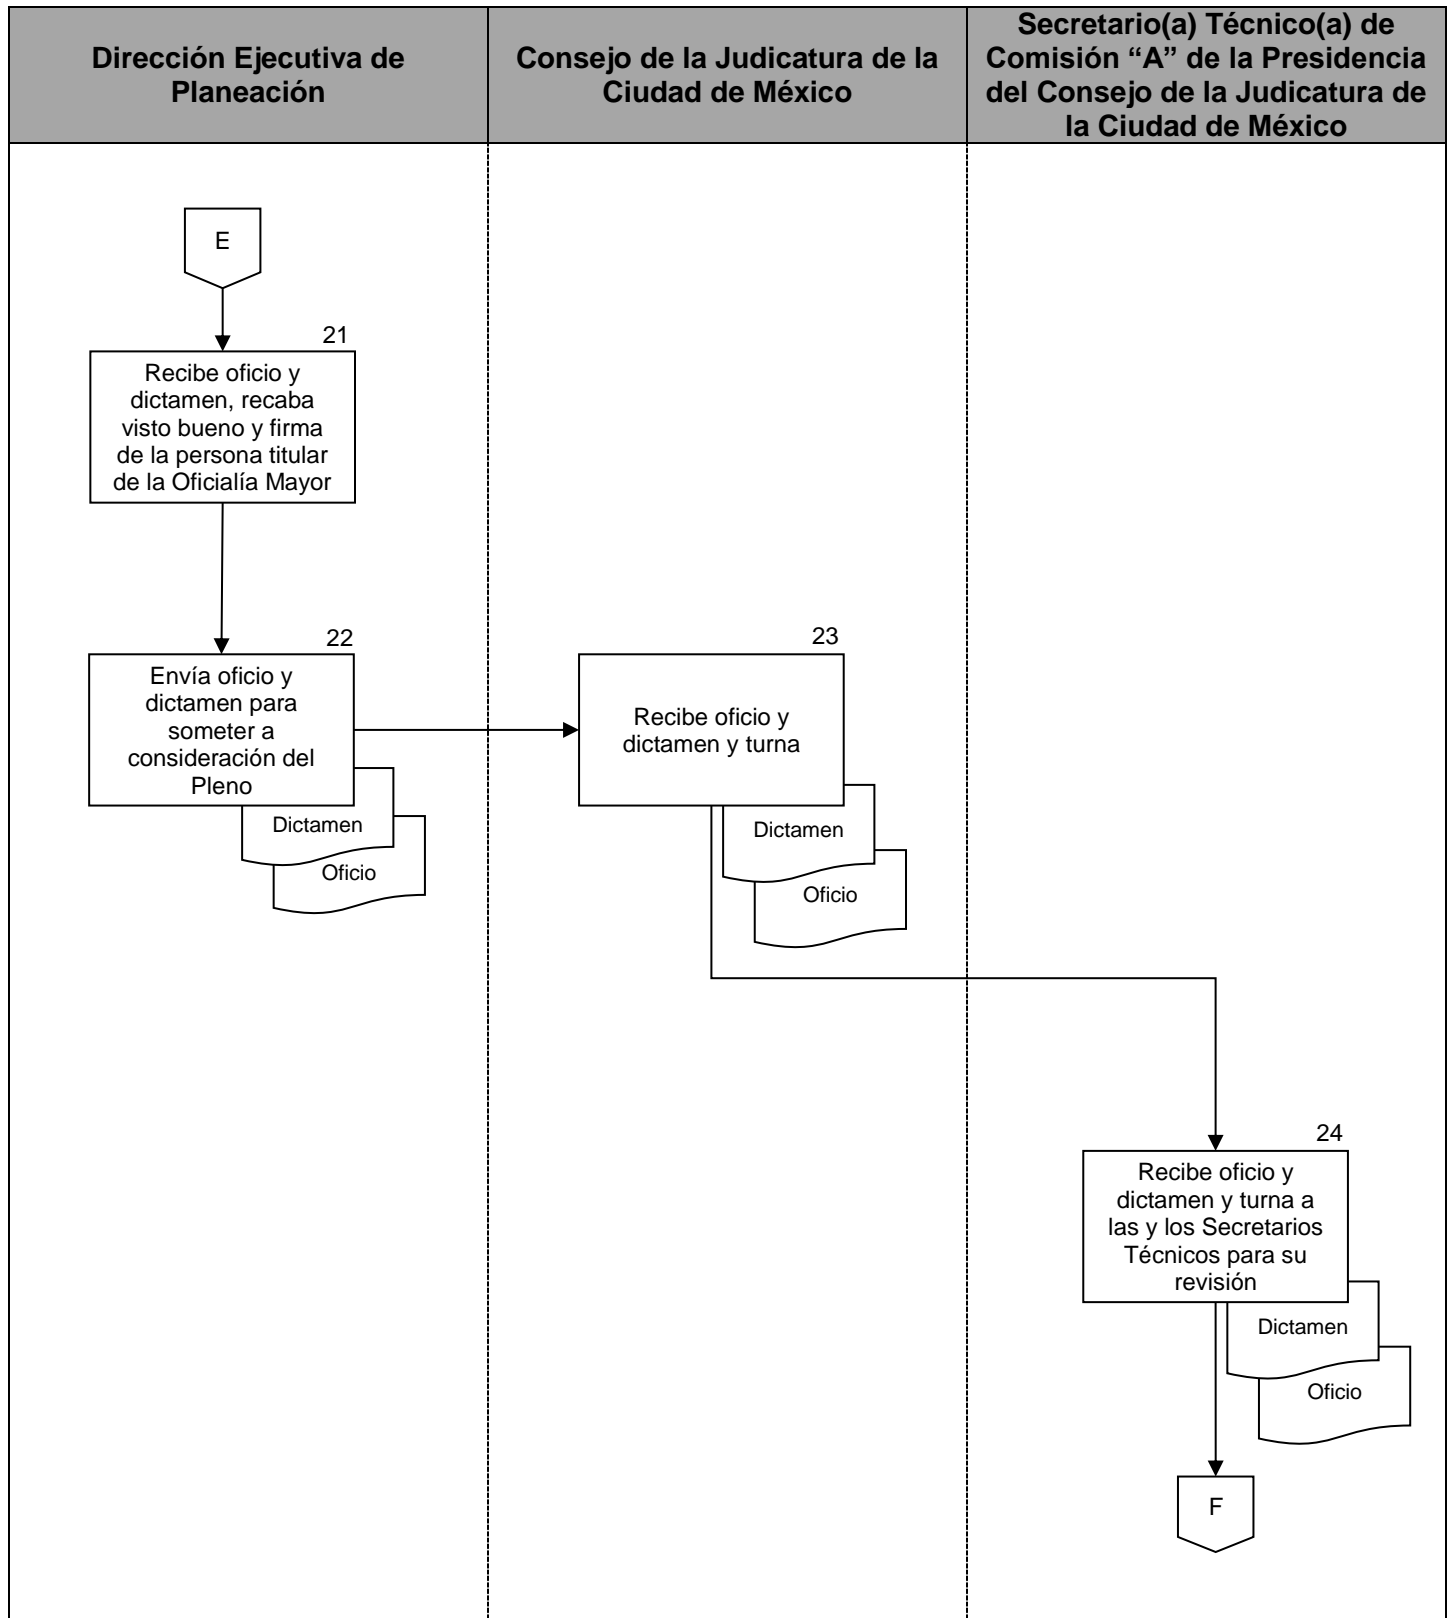 Dirección Ejecutiva de
Planeación
Consejo de la Judicatura de la
Ciudad de México
Secretario(a) Técnico(a) de
Comisión “A” de la Presidencia
del Consejo de la Judicatura de
la Ciudad de México
E
21
Recibe oficio y
dictamen, recaba
visto bueno y firma
de la persona titular
de la Oficialía Mayor
22
Envía oficio y
dictamen para
someter a
consideración del
Pleno
Dictamen
Oficio
23
Recibe oficio y
dictamen y turna
Dictamen
Oficio
24
Recibe oficio y
dictamen y turna a
las y los Secretarios
Técnicos para su
revisión
Dictamen
Oficio
F